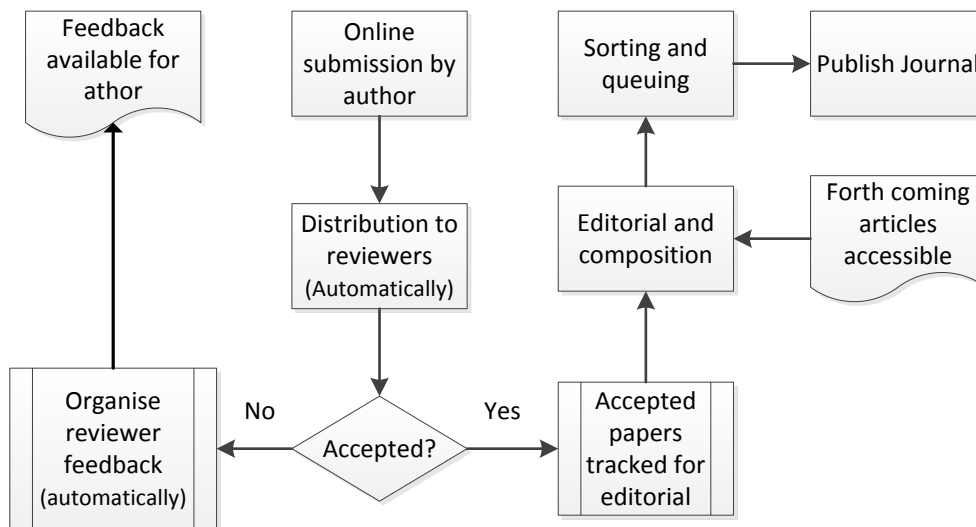 Feedback
available for
athor
Online
submission by
author
Sorting and
queuing
Publish Journal
Distribution to
reviewers
(Automatically)
Editorial and
composition
Forth coming
articles
accessible
Organise
reviewer
feedback
(automatically)
No
Accepted?
Yes
Accepted
papers
tracked for
editorial